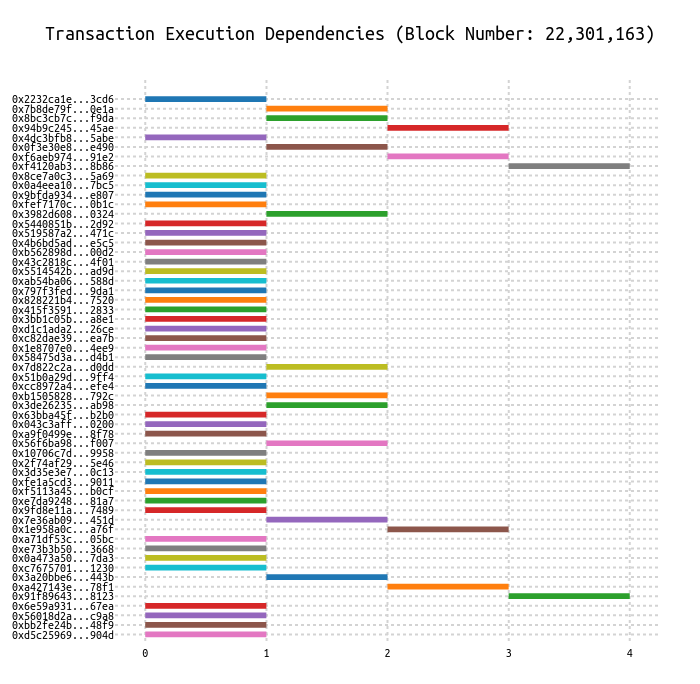 Transaction Execution Dependencies (Block Number: 22,301,163)
0x2232ca1e...3cd6
0x7b8de79f...0e1a
0x8bc3cb7c...f9da
0x94b9c245...45ae
0x4dc3bfb8...5abe
0x0f3e30e8...e490
0xf6aeb974...91e2
0xf4120ab3...8b86
0x8ce7a0c3...5a69
0x0a4eea10...7bc5
0x9bfda934...e807
0xfef7170c...0b1c
0x3982d608...0324
0x5440851b...2d92
0x519587a2...471c
0x4b6bd5ad...e5c5
0xb562898d...00d2
0x43c2818c...4f01
0x5514542b...ad9d
0xab54ba06...588d
0x797f3fed...9da1
0x828221b4...7520
0x415f3591...2833
0x3bb1c05b...a8e1
0xd1c1ada2...26ce
0xc82dae39...ea7b
0x1e8707e0...4ee9
0x58475d3a...d4b1
0x7d822c2a...d0dd
0x51b0a29d...9ff4
0xcc8972a4...efe4
0xb1505828...792c
0x3de26235...ab98
0x63bba45f...b2b0
0x043c3aff...0200
0xa9f0499e...8f78
0x56f6ba98...f007
0x10706c7d...9958
0x2f74af29...5e46
0x3d35e3e7...0c13
0xfe1a5cd3...9011
0xf5113a45...b0cf
0xe7da9248...81a7
0x9fd8e11a...7489
0x7e36ab09...451d
0x1e958a0c...a76f
0xa71df53c...05bc
0xe73b3b50...3668
0x0a473a50...7da3
0xc7675701...1230
0x3a20bbe6...443b
0xa427143e...78f1
0x91f89643...8123
0x6e59a931...67ea
0x56018d2a...c9a8
0xbb2fe24b...48f9
0xd5c25969...904d
0 1 2 3 4